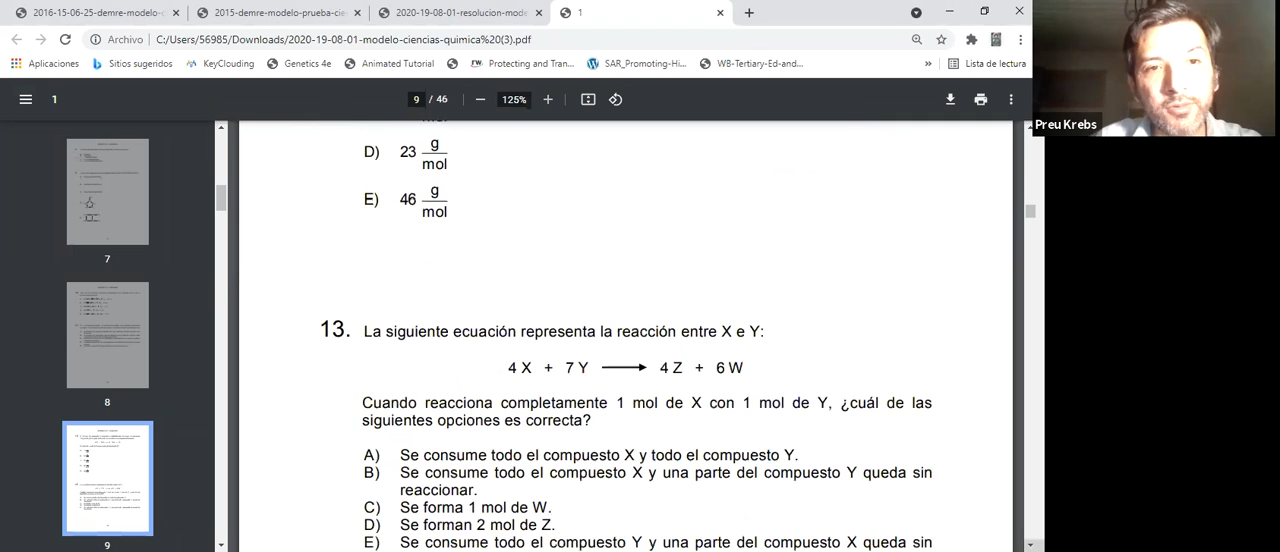 2016-15-06-25-demre-modelo-c
2015-demre-modelo-prueba-cie
2020-19-08-01-resolucion-mode
1
Archivo
C:/Users/56985/Downloads/2020-19-08-01-modelo-ciencias-quimica%20(3).pdf
Aplicaciones
Sitios sugeridos
KeyClouding
Genetics 4e
Animated Tutorial
Protecting and Tran...
SAR_Promoting-Hi...
WB-Tertiary-Ed-and...
»
Lista de lectura
1
9 / 46
125%
Preu Krebs
D) 23 g
mol
E) 46 g
mol
7
8
9
13. La siguiente ecuación representa la reacción entre X e Y:
4 X + 7 Y ⟶ 4 Z + 6 W
Cuando reacciona completamente 1 mol de X con 1 mol de Y, ¿cuál de las
siguientes opciones es correcta?
A) Se consume todo el compuesto X y todo el compuesto Y.
B) Se consume todo el compuesto X y una parte del compuesto Y queda sin
reaccionar.
C) Se forma 1 mol de W.
D) Se forman 2 mol de Z.
E) Se consume todo el compuesto Y y una parte del compuesto X queda sin